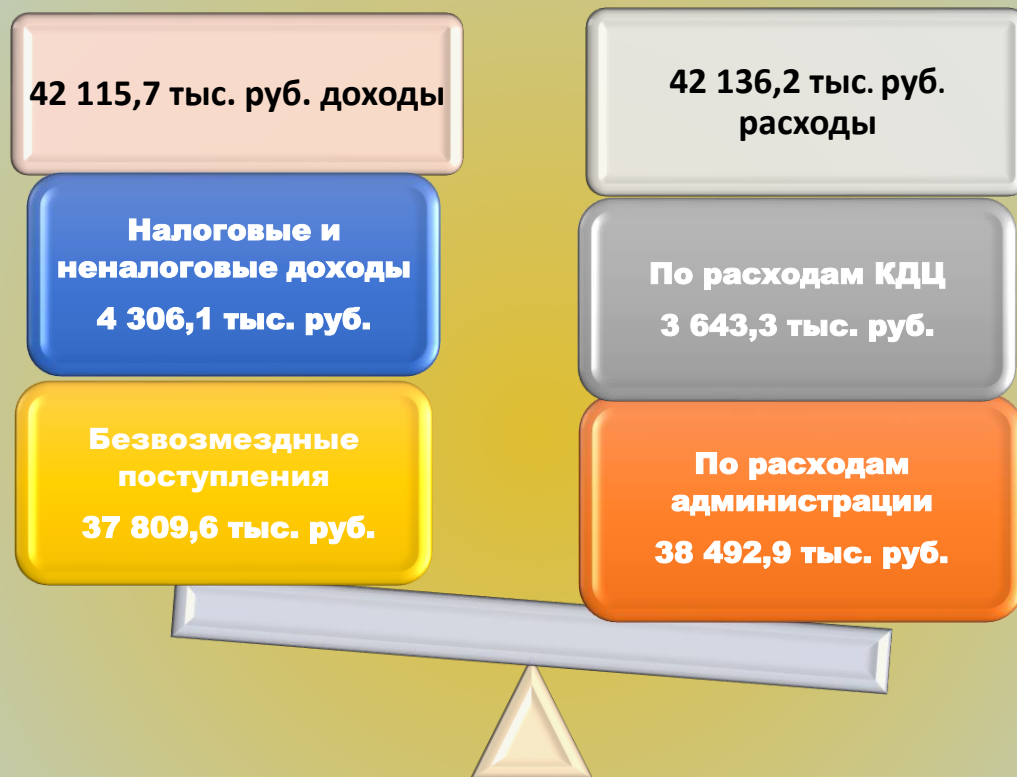 42 115,7 тыс. руб. доходы
Налоговые и
неналоговые доходы
4 306,1 тыс. руб.
Безвозмездные
поступления
37 809,6 тыс. руб.
42 136,2 тыс. руб.
расходы
По расходам КДЦ
3 643,3 тыс. руб.
По расходам
администрации
38 492,9 тыс. руб.